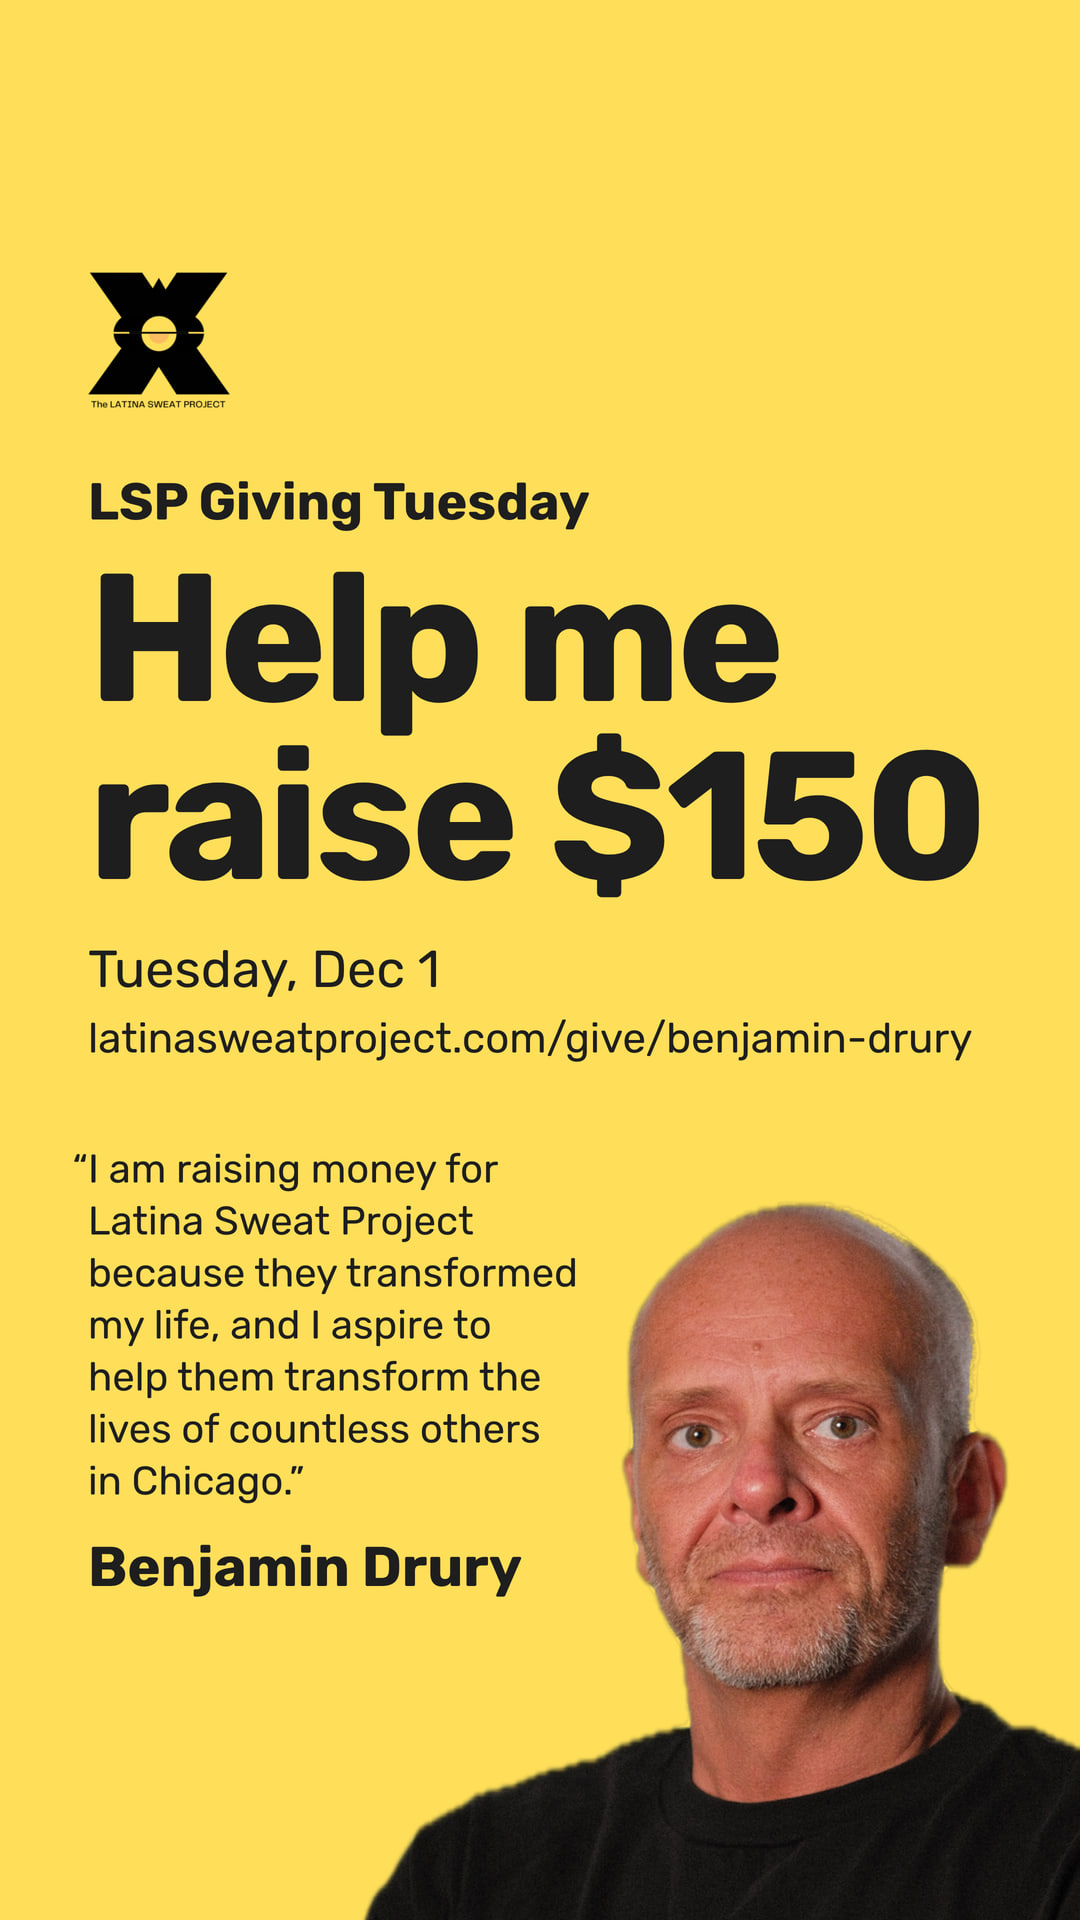 The LATINA SWEAT PROJECT
LSP Giving Tuesday
Help me
raise $150
Tuesday, Dec 1
latinasweatproject.com/give/benjamin-drury
“I am raising money for
Latina Sweat Project
because they transformed
my life, and I aspire to
help them transform the
lives of countless others
in Chicago.”
Benjamin Drury